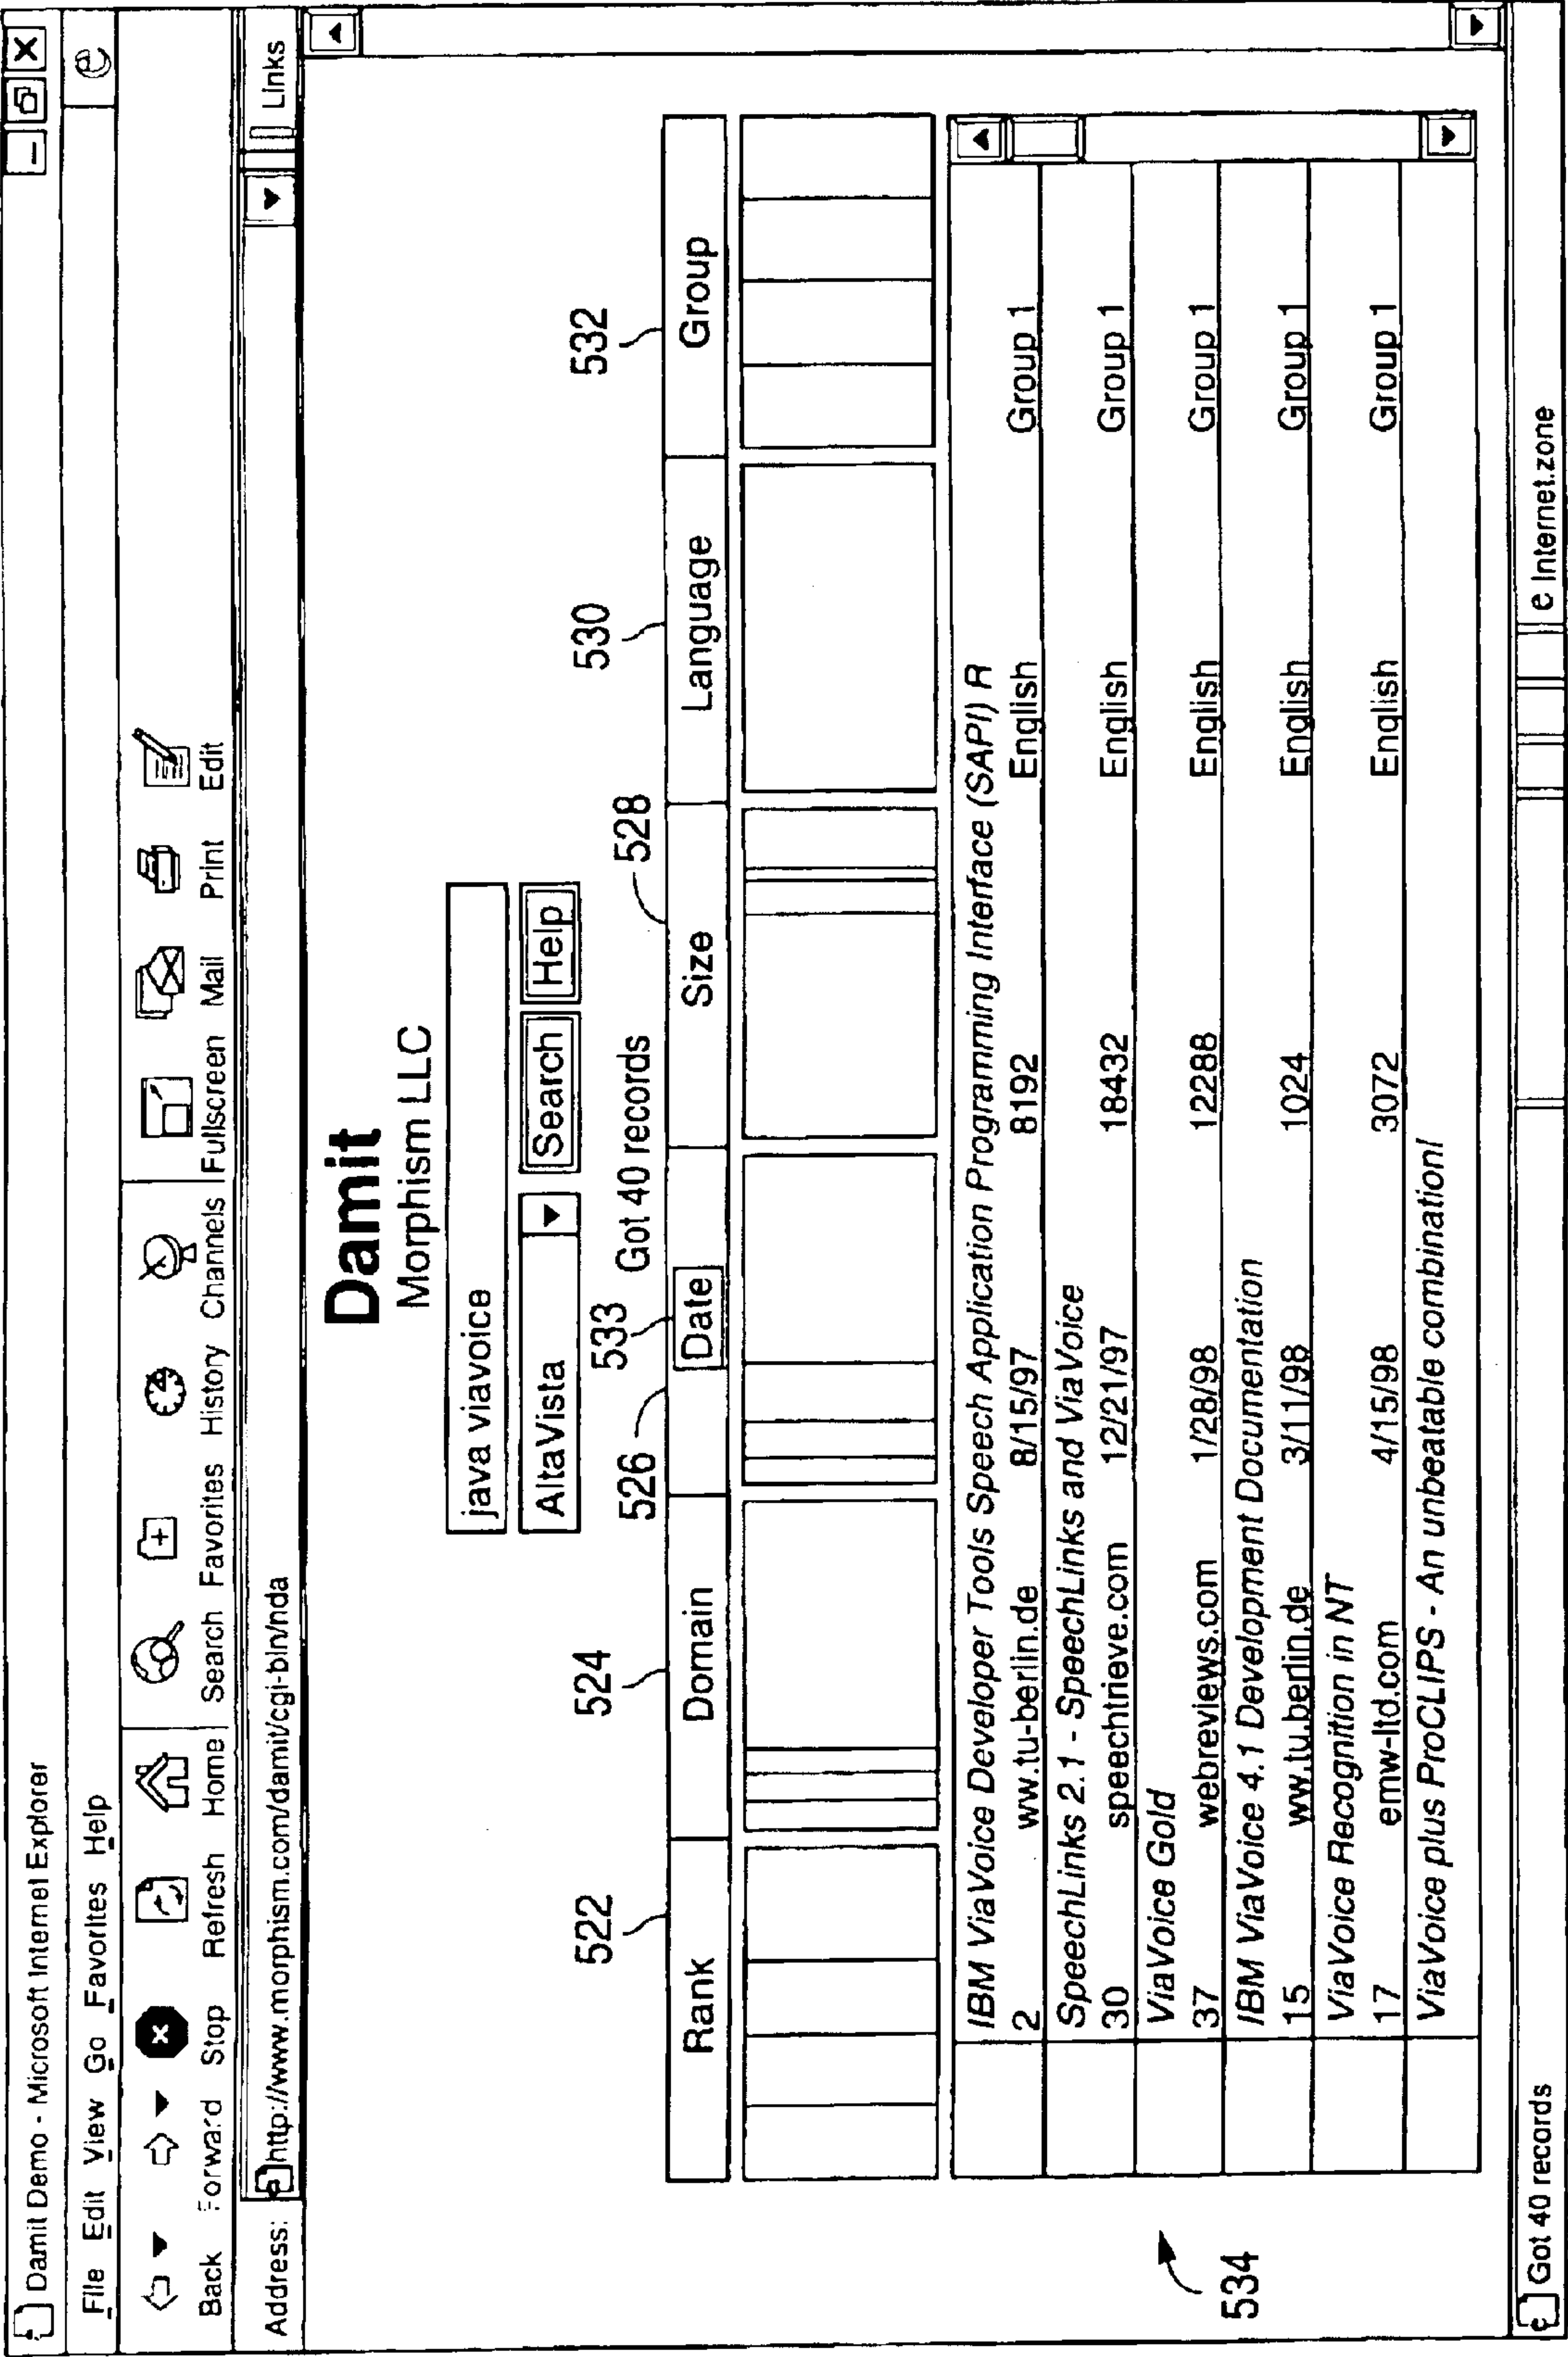 Damit Demo - Microsoft Internet Explorer
File Edit View Go Favorites Help
Back Forward Stop Refresh Home Search Favorites History Channels Fullscreen Mail Print Edit
Address: http://www.morphism.com/damit/cgi-bin/nda Links
Damit
Morphism LLC
java viavoice
AltaVista Search Help
533 Got 40 records
522 524 526 528 530 532
Rank Domain Date Size Language Group
IBM ViaVoice Developer Tools Speech Application Programming Interface (SAPI) R
2 ww.tu-berlin.de 8/15/97 8192 English Group 1
SpeechLinks 2.1 - SpeechLinks and ViaVoice
30 speechtrieve.com 12/21/97 18432 English Group 1
ViaVoice Gold
37 webreviews.com 1/28/98 12288 English Group 1
IBM ViaVoice 4.1 Development Documentation
15 ww.tu.berlin.de 3/11/98 1024 English Group 1
ViaVoice Recognition in NT
17 emw-ltd.com 4/15/98 3072 English Group 1
ViaVoice plus ProCLIPS - An unbeatable combination!
534
Got 40 records Internet.zone